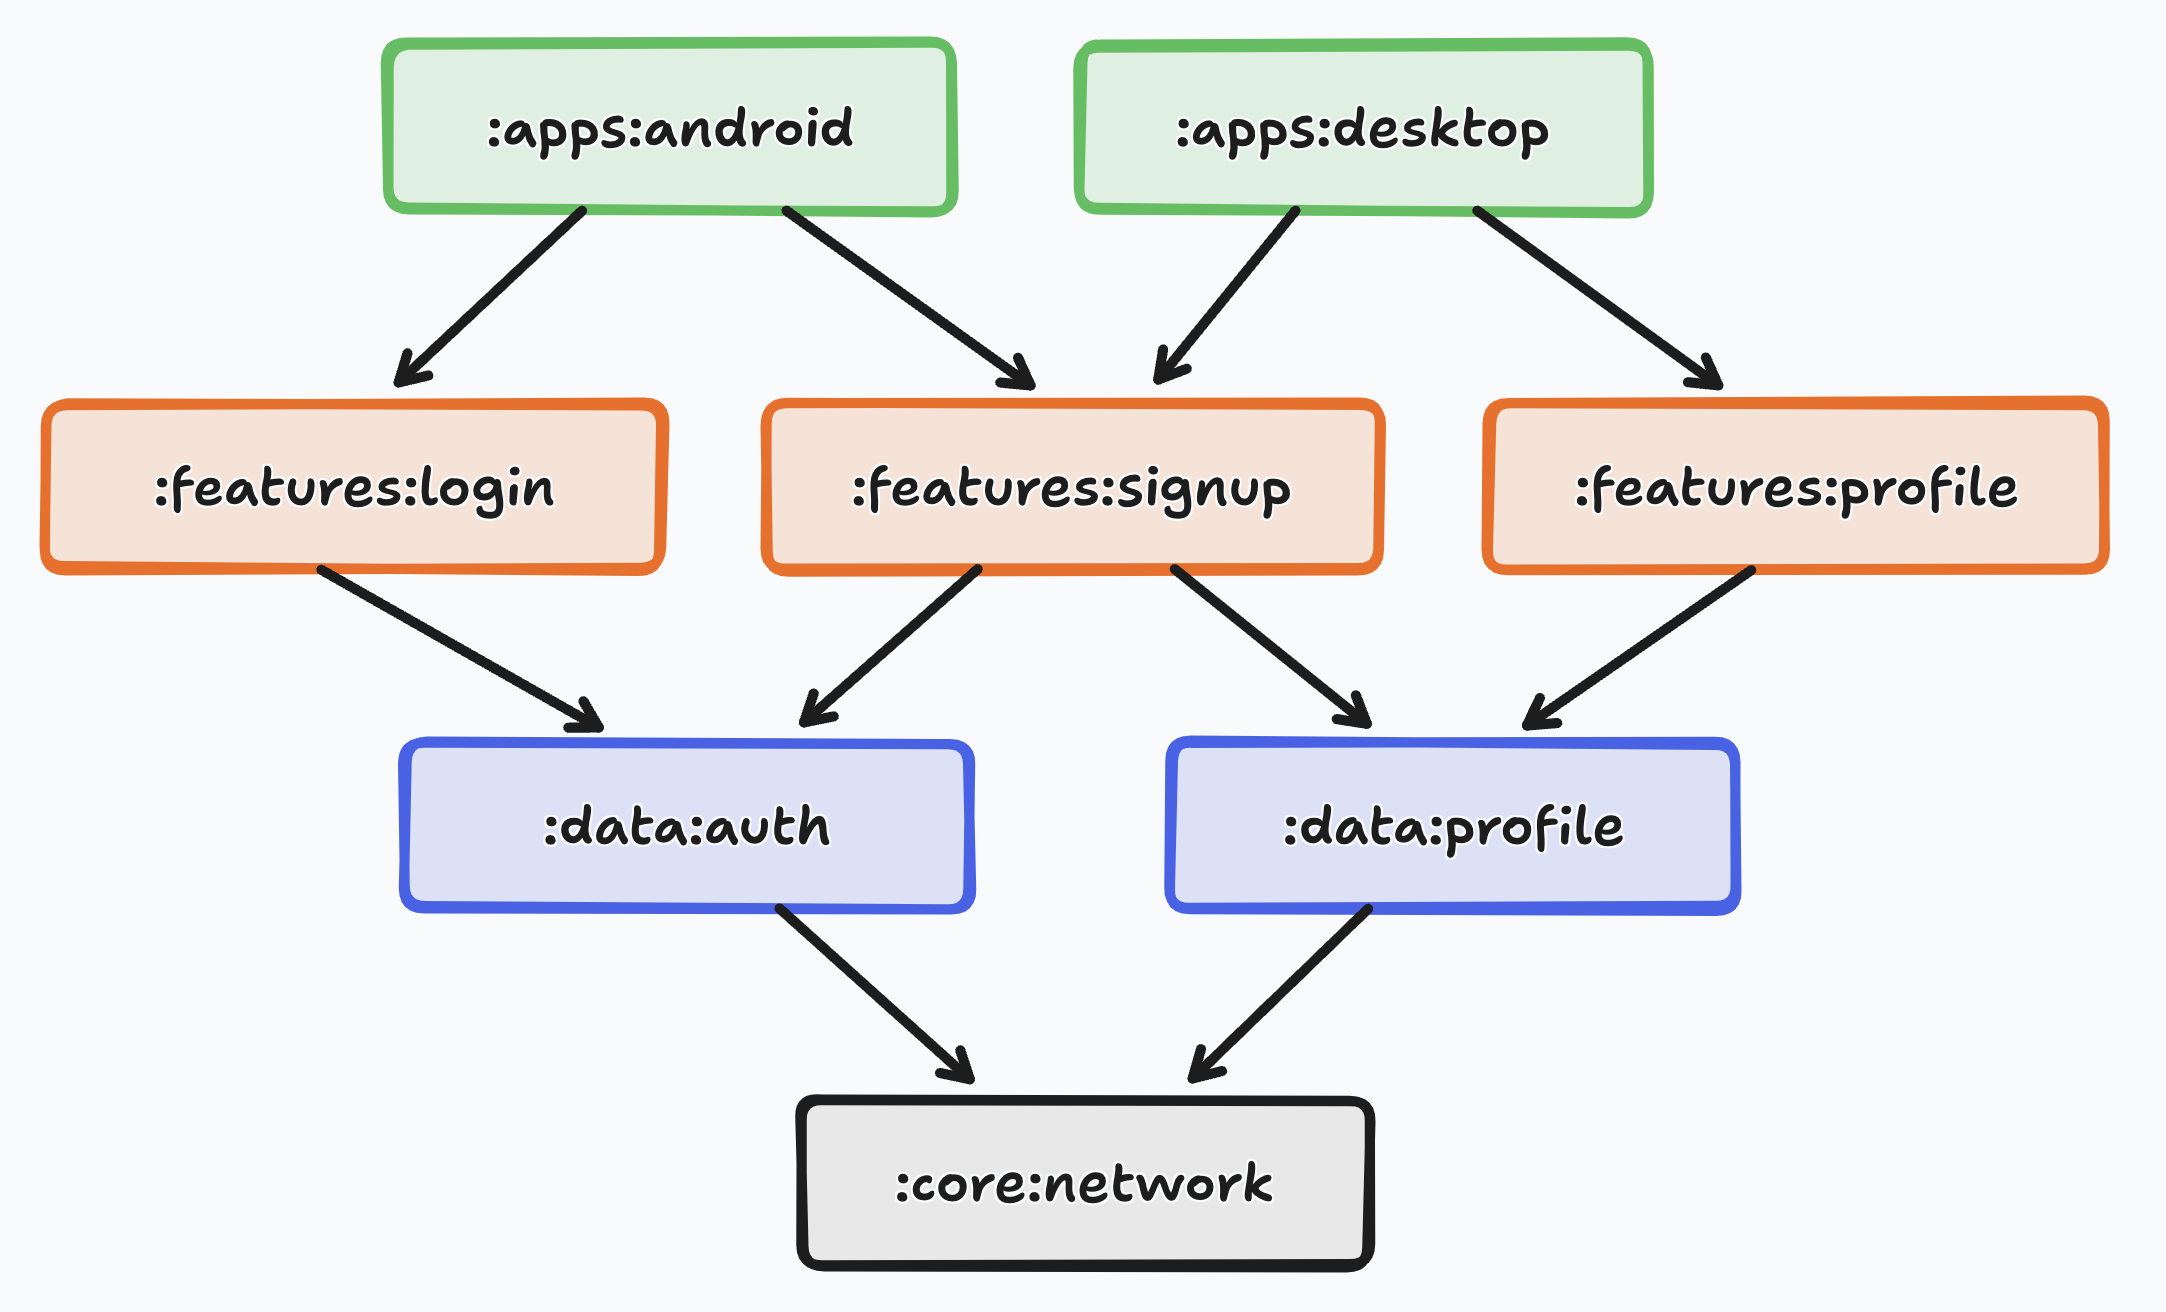 :apps:android
:apps:desktop
:features:login
:features:signup
:features:profile
:data:auth
:data:profile
:core:network